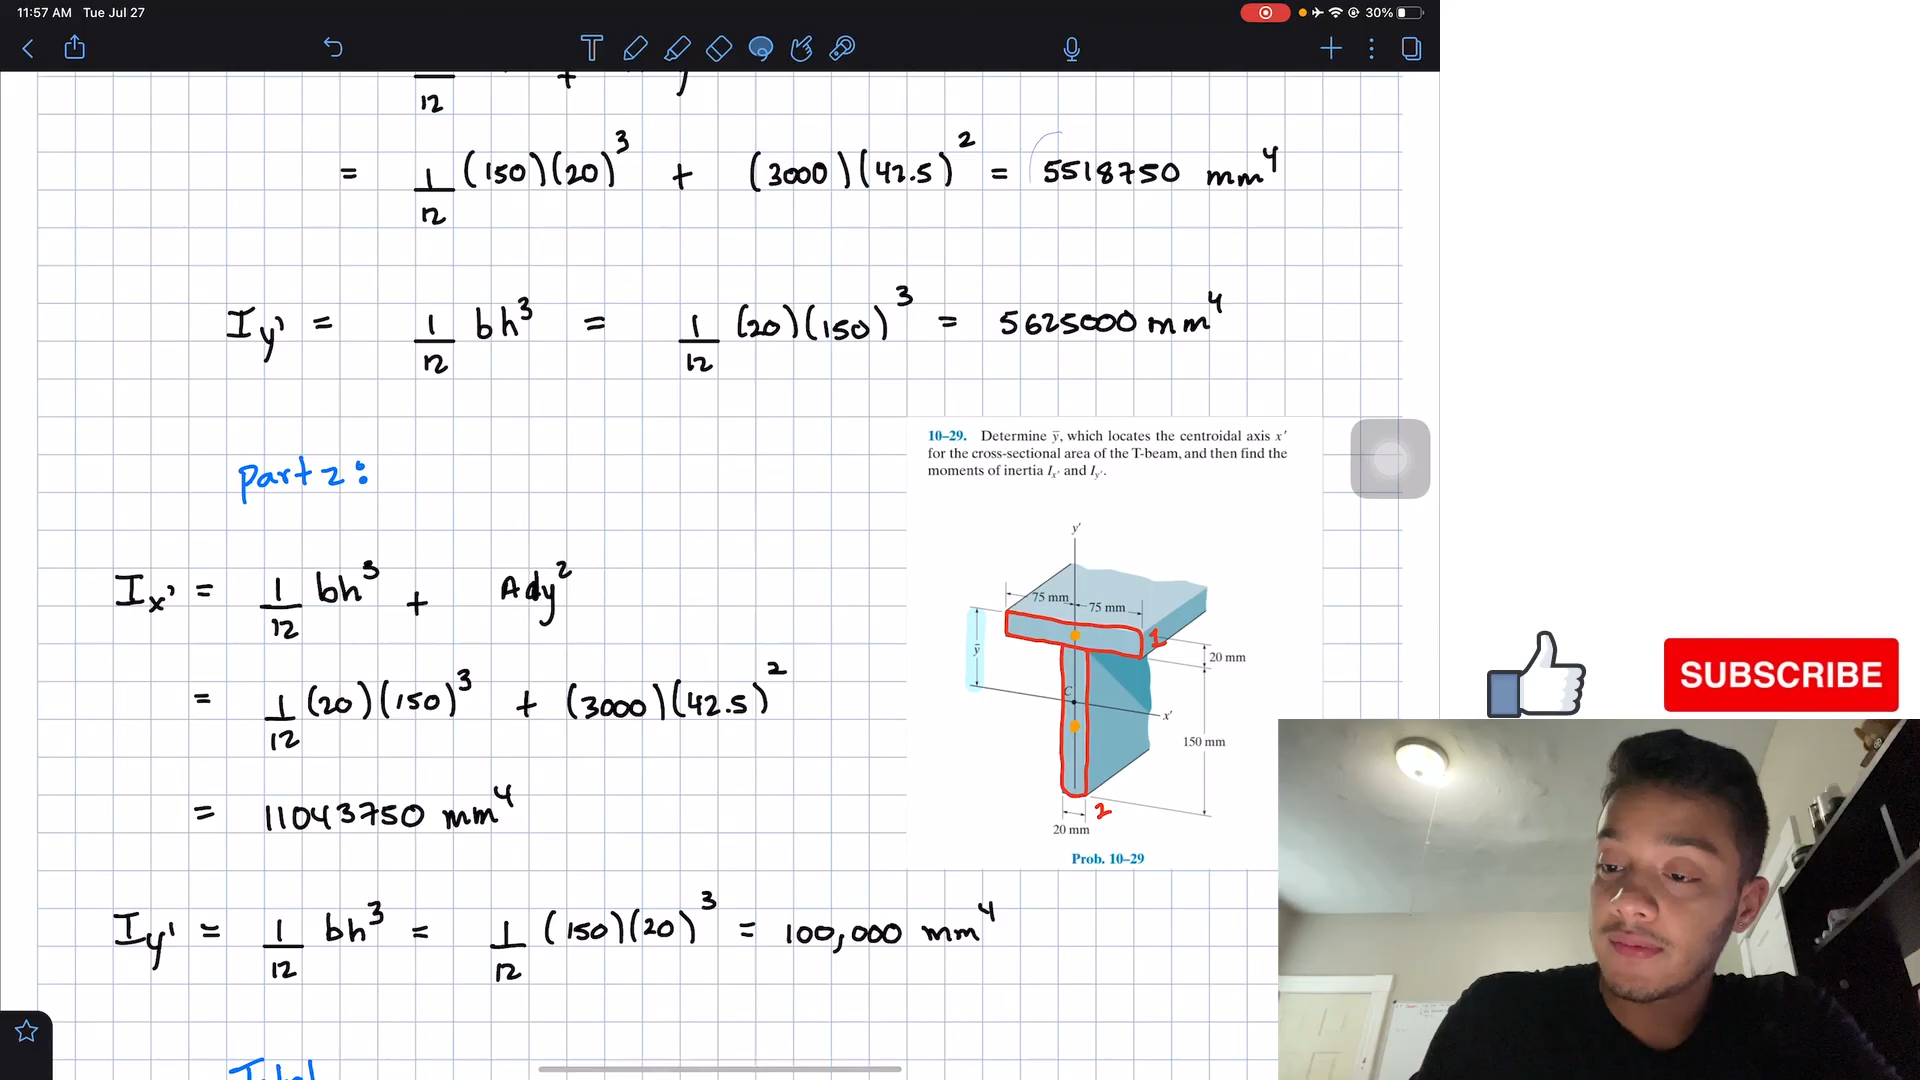 11:57 AM Tue Jul 27
30%
12 + y
= 1/12 (150)(20)^3 + (3000)(42.5)^2 = 5518750 mm^4
Iy' = 1/12 bh^3 = 1/12 (20)(150)^3 = 5625000 mm^4
part 2:
Ix' = 1/12 bh^3 + Ady^2
= 1/12 (20)(150)^3 + (3000)(42.5)^2
= 11043750 mm^4
Iy' = 1/12 bh^3 = 1/12 (150)(20)^3 = 100,000 mm^4
10–29. Determine ȳ, which locates the centroidal axis x′
for the cross-sectional area of the T-beam, and then find the
moments of inertia Ix′ and Iy′.
y′
75 mm
75 mm
1
ȳ
20 mm
C
x′
150 mm
2
20 mm
Prob. 10–29
SUBSCRIBE